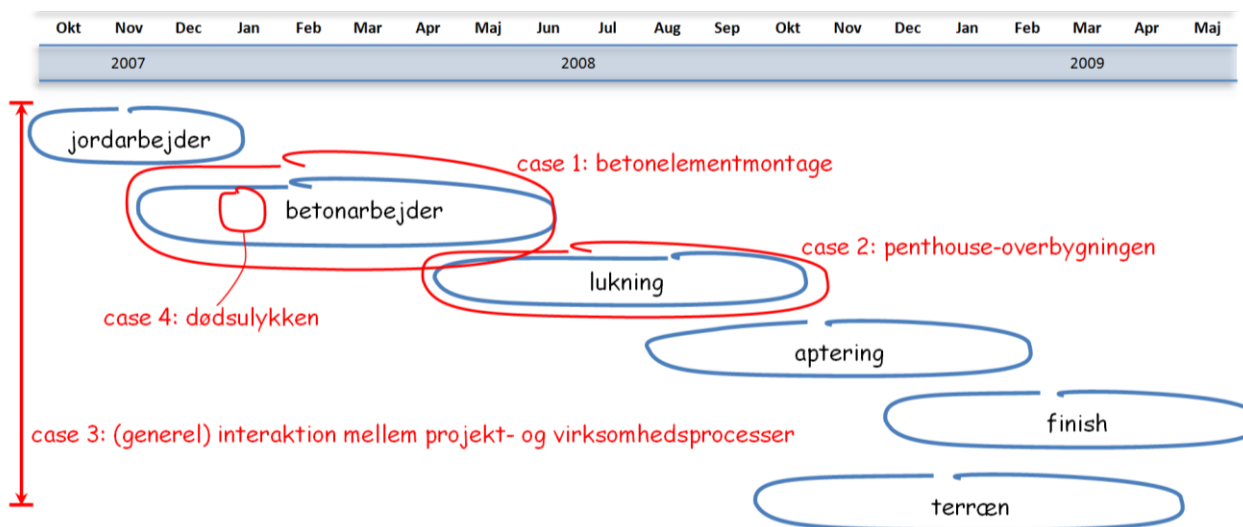 Okt Nov Dec Jan Feb Mar Apr Maj Jun Jul Aug Sep Okt Nov Dec Jan Feb Mar Apr Maj
2007 2008 2009
jordarbejder
case 1: betonelementmontage
betonarbejder
case 2: penthouse-overbygningen
lukning
case 4: dødsulykken
aptering
finish
case 3: (generel) interaktion mellem projekt- og virksomhedsprocesser
terræn